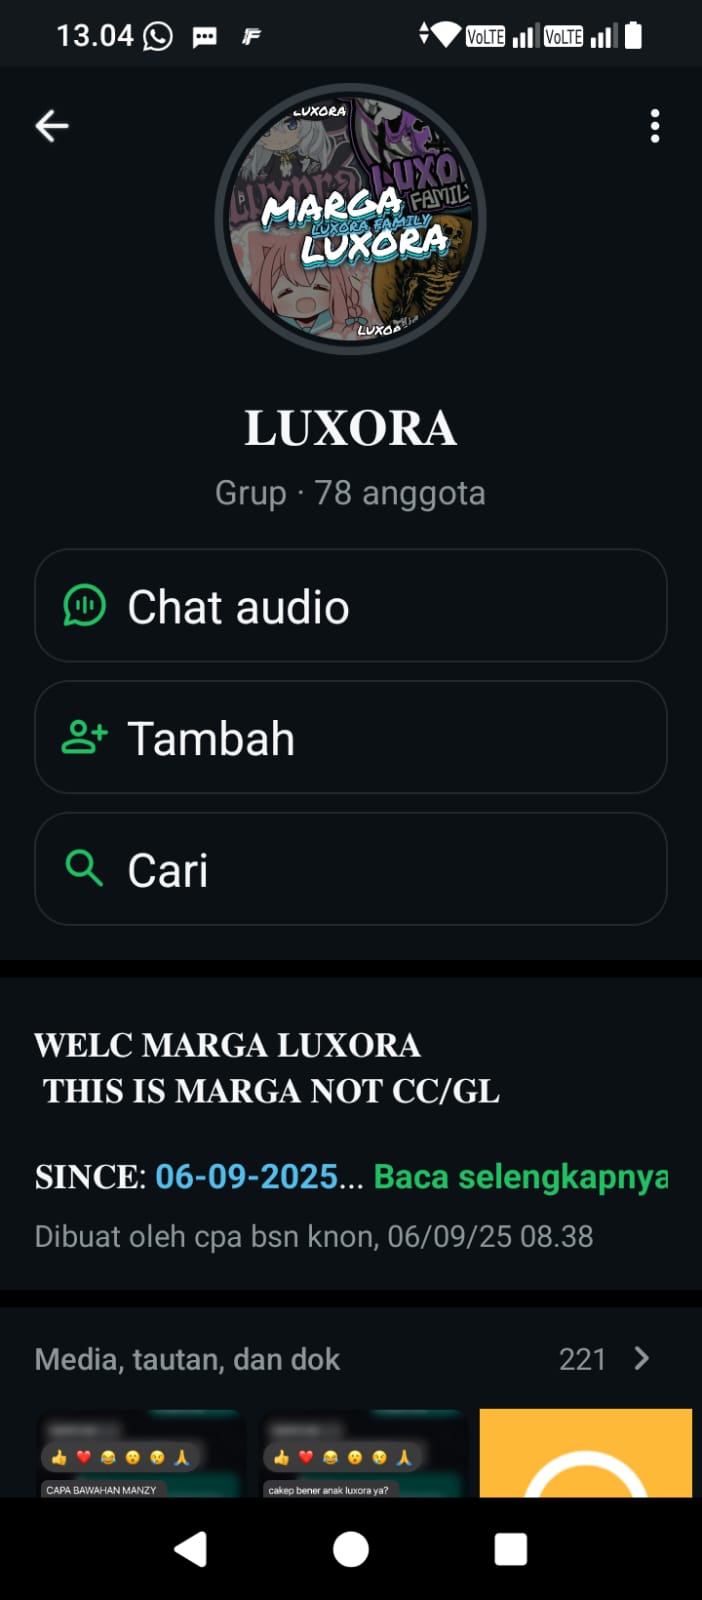 13.04
VoLTE VoLTE
LUXORA
LUXO
FAMIL
MARGA
LUXORA FAMILY
LUXORA
LUXORA
Grup · 78 anggota
Chat audio
Tambah
Cari
WELC MARGA LUXORA
THIS IS MARGA NOT CC/GL
SINCE: 06-09-2025... Baca selengkapnya
Dibuat oleh cpa bsn knon, 06/09/25 08.38
Media, tautan, dan dok 221
CAPA BAWAHAN MANZY
cakep bener anak luxora ya?